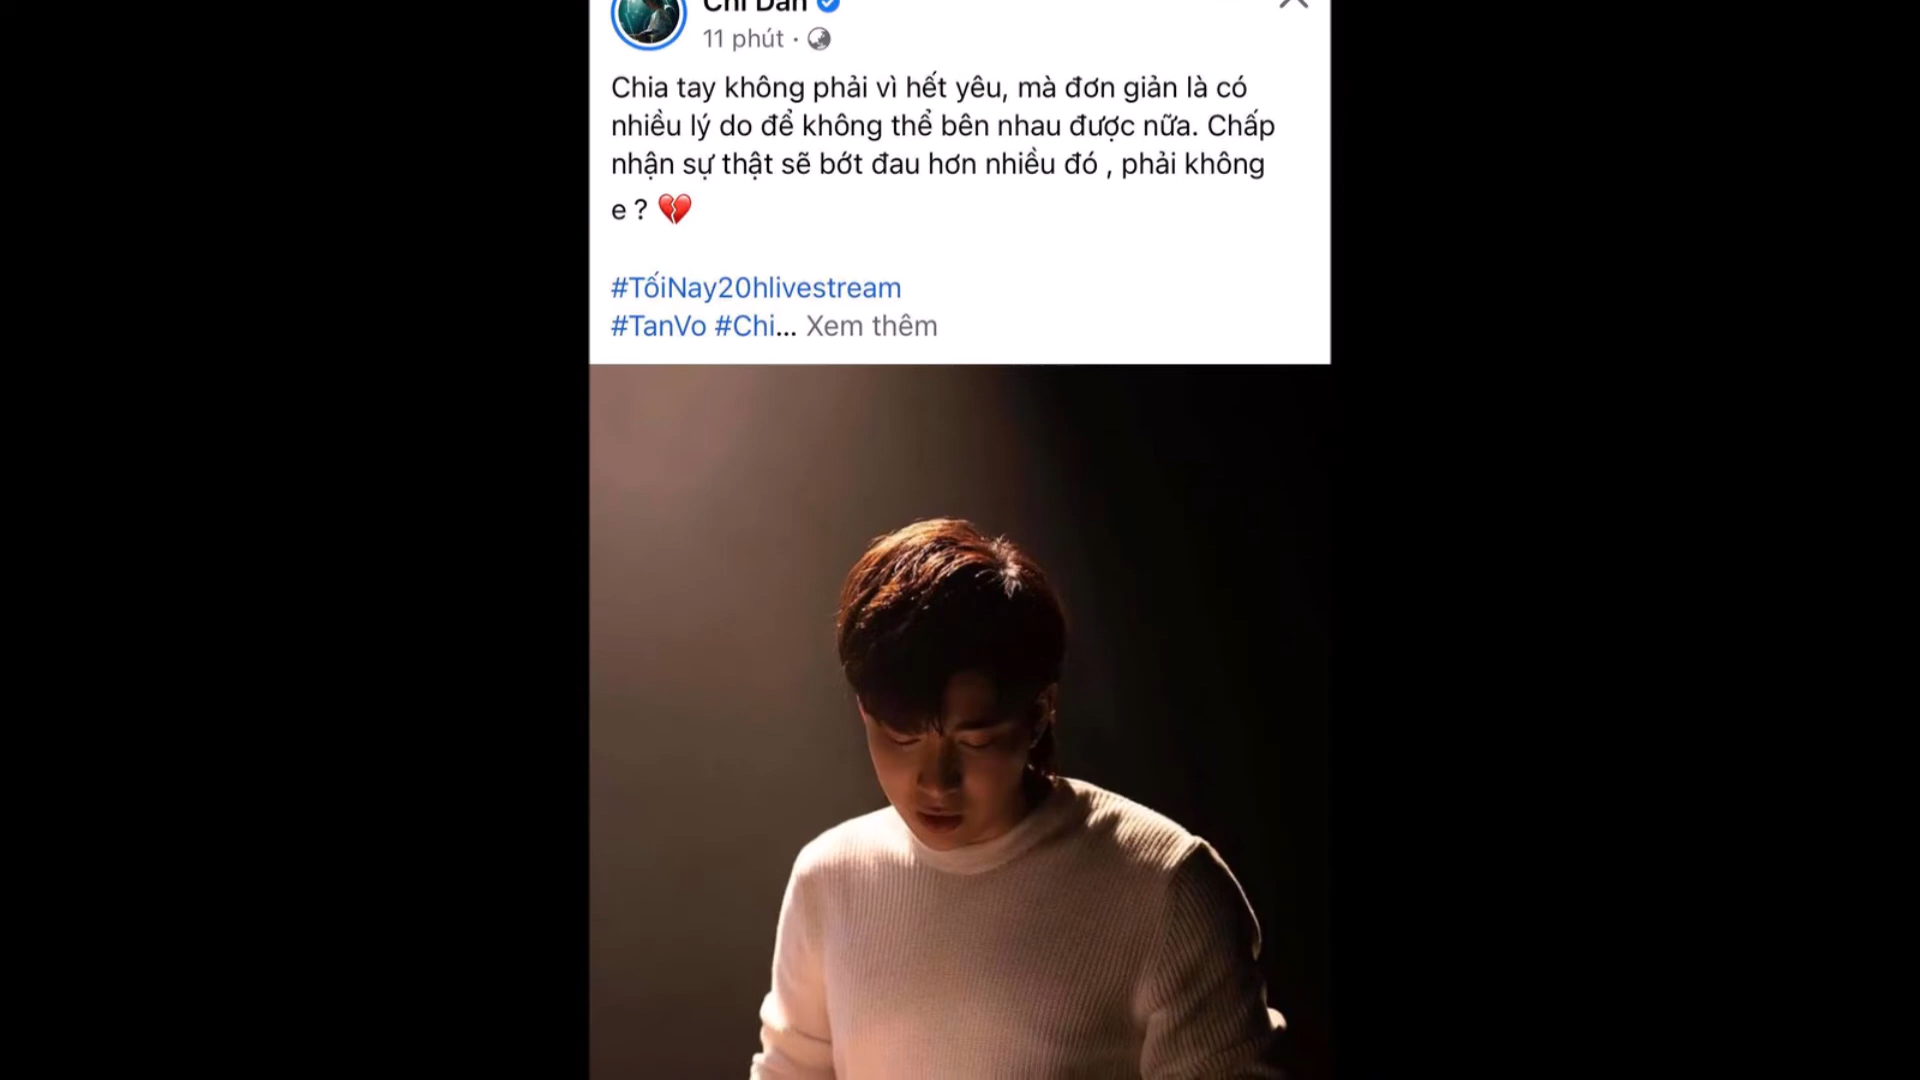 Chi Dân
11 phút ·
Chia tay không phải vì hết yêu, mà đơn giản là có
nhiều lý do để không thể bên nhau được nữa. Chấp
nhận sự thật sẽ bớt đau hơn nhiều đó , phải không
e ? 💔
#TốiNay20hlivestream
#TanVo #Chi... Xem thêm